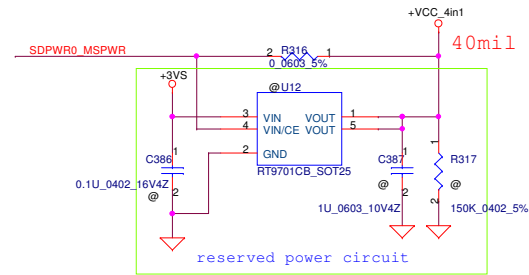 +VCC_4in1
40mil
SDPWR0_MSPWR
2 R316 1
0_0603_5%
+3VS
@ U12
3 VIN VOUT 1
4 VIN/CE VOUT 5
2 GND
RT9701CB_SOT25
C386 1
0.1U_0402_16V4Z 2
@
C387 1
@ 2
1U_0603_10V4Z
1 R317
@
2 150K_0402_5%
reserved power circuit